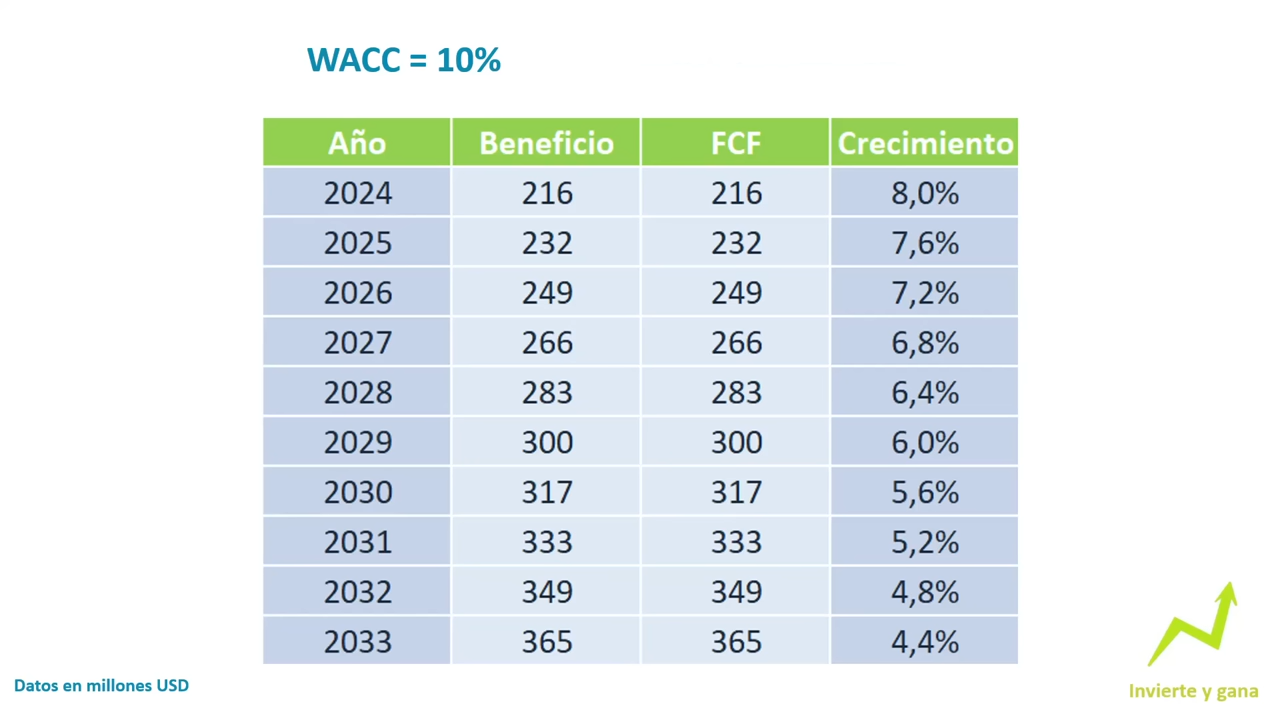 WACC = 10%
Año Beneficio FCF Crecimiento
2024 216 216 8,0%
2025 232 232 7,6%
2026 249 249 7,2%
2027 266 266 6,8%
2028 283 283 6,4%
2029 300 300 6,0%
2030 317 317 5,6%
2031 333 333 5,2%
2032 349 349 4,8%
2033 365 365 4,4%
Datos en millones USD
Invierte y gana